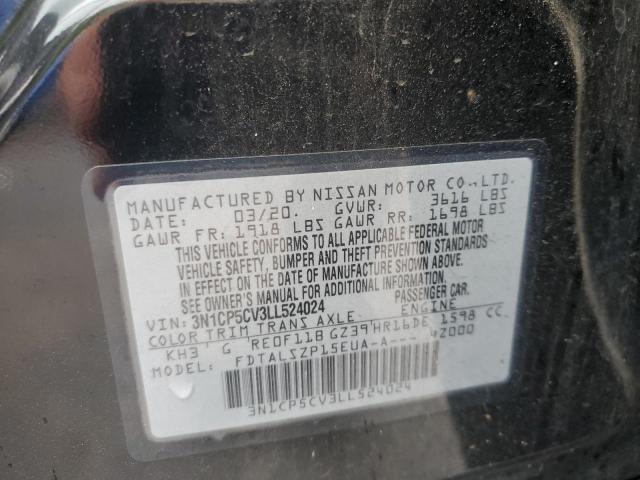 MANUFACTURED BY NISSAN MOTOR CO., LTD.
DATE: 03/20. GVWR: 3616 LBS
GAWR FR: 1918 LBS GAWR RR: 1698 LBS
THIS VEHICLE CONFORMS TO ALL APPLICABLE FEDERAL MOTOR
VEHICLE SAFETY, BUMPER AND THEFT PREVENTION STANDARDS
IN EFFECT ON THE DATE OF MANUFACTURE SHOWN ABOVE.
SEE OWNER'S MANUAL FOR ADDITIONAL INFORMATION.
VIN: 3N1CP5CV3LL524024 PASSENGER CAR.
COLOR TRIM TRANS AXLE ENGINE
KH3 G RE0F11B GZ39 HR16DE 1598 CC
FDTALSZP15EUA-A--- 42000
3N1CP5CV3LL524024